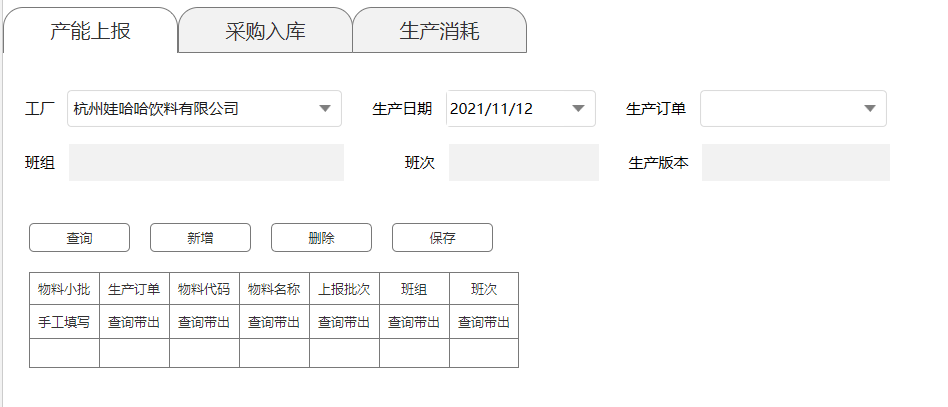 产能上报 采购入库 生产消耗
工厂 杭州娃哈哈饮料有限公司 生产日期 2021/11/12 生产订单
班组 班次 生产版本
查询 新增 删除 保存
物料小批 生产订单 物料代码 物料名称 上报批次 班组 班次
手工填写 查询带出 查询带出 查询带出 查询带出 查询带出 查询带出